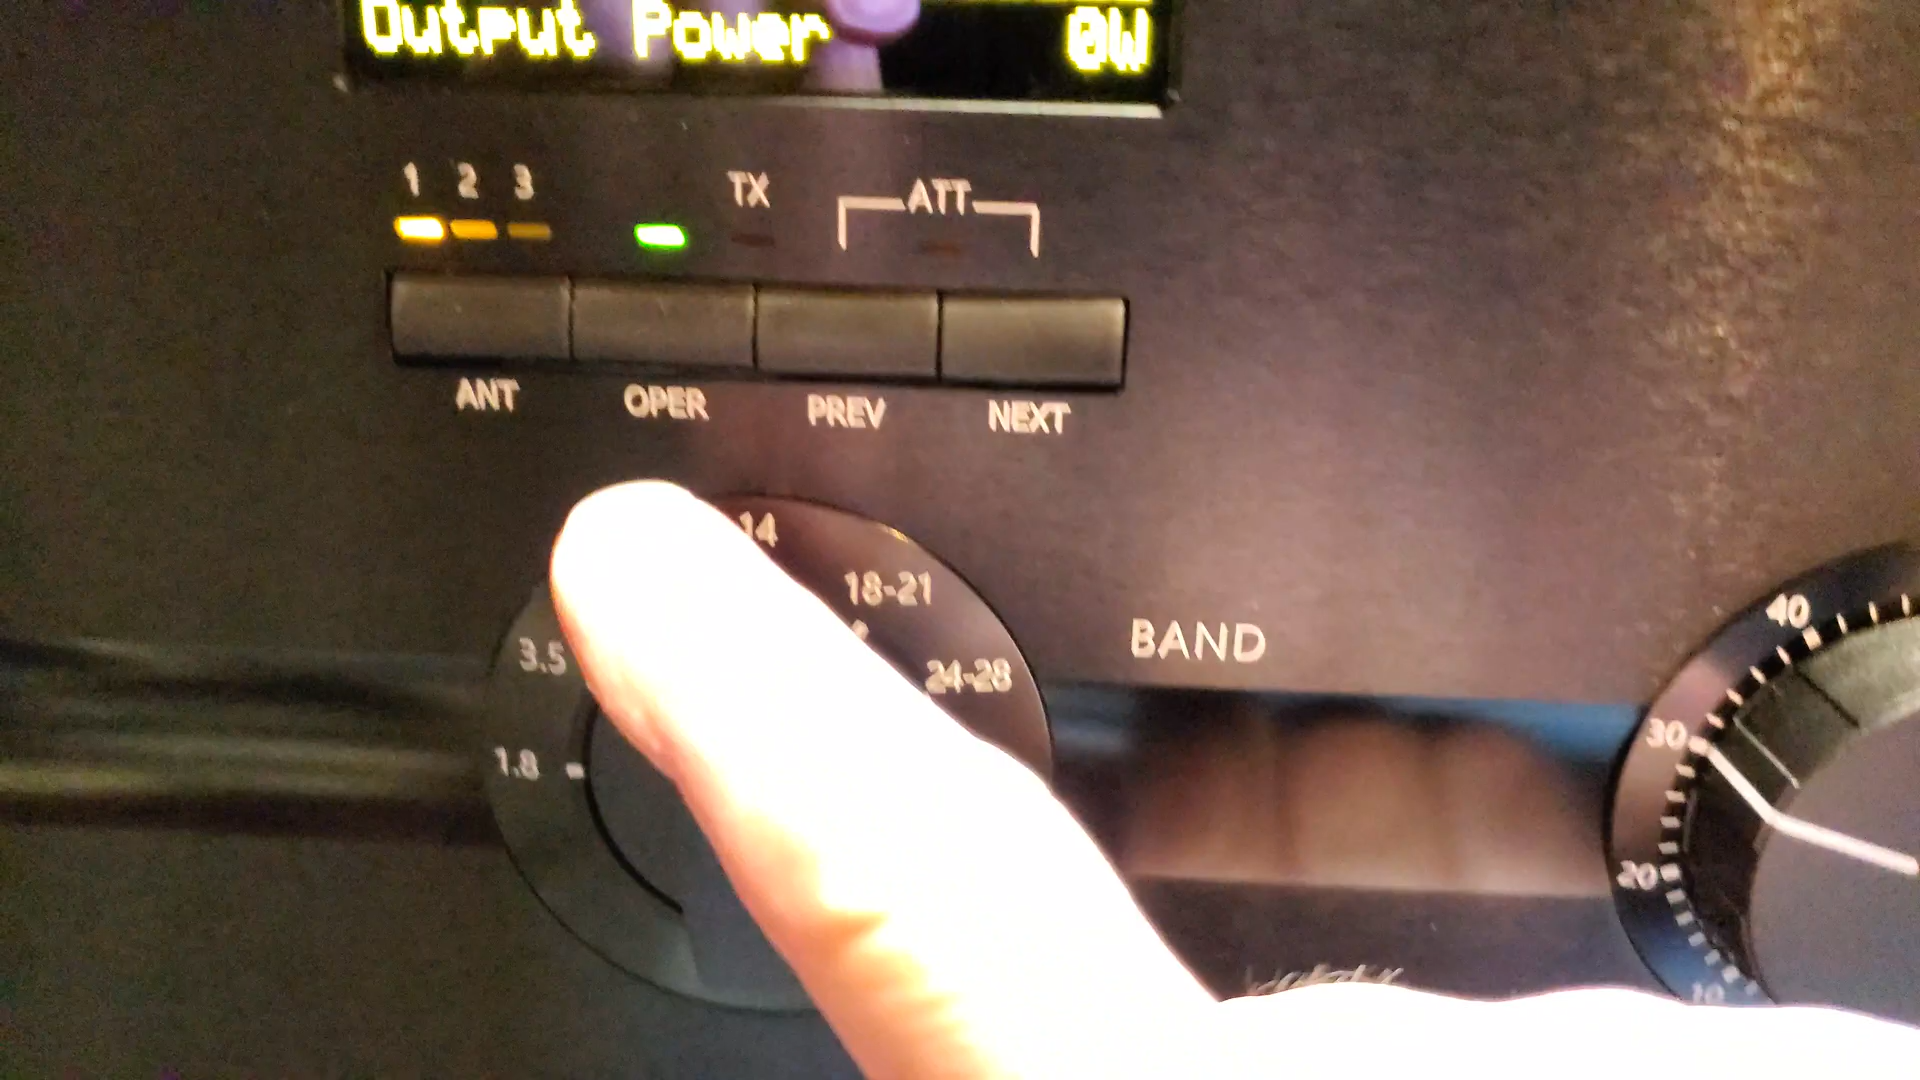 Output Power 0W
1 2 3
TX
ATT
ANT
OPER
PREV
NEXT
14
18-21
24-28
3.5
1.8
BAND
40
30
20
10